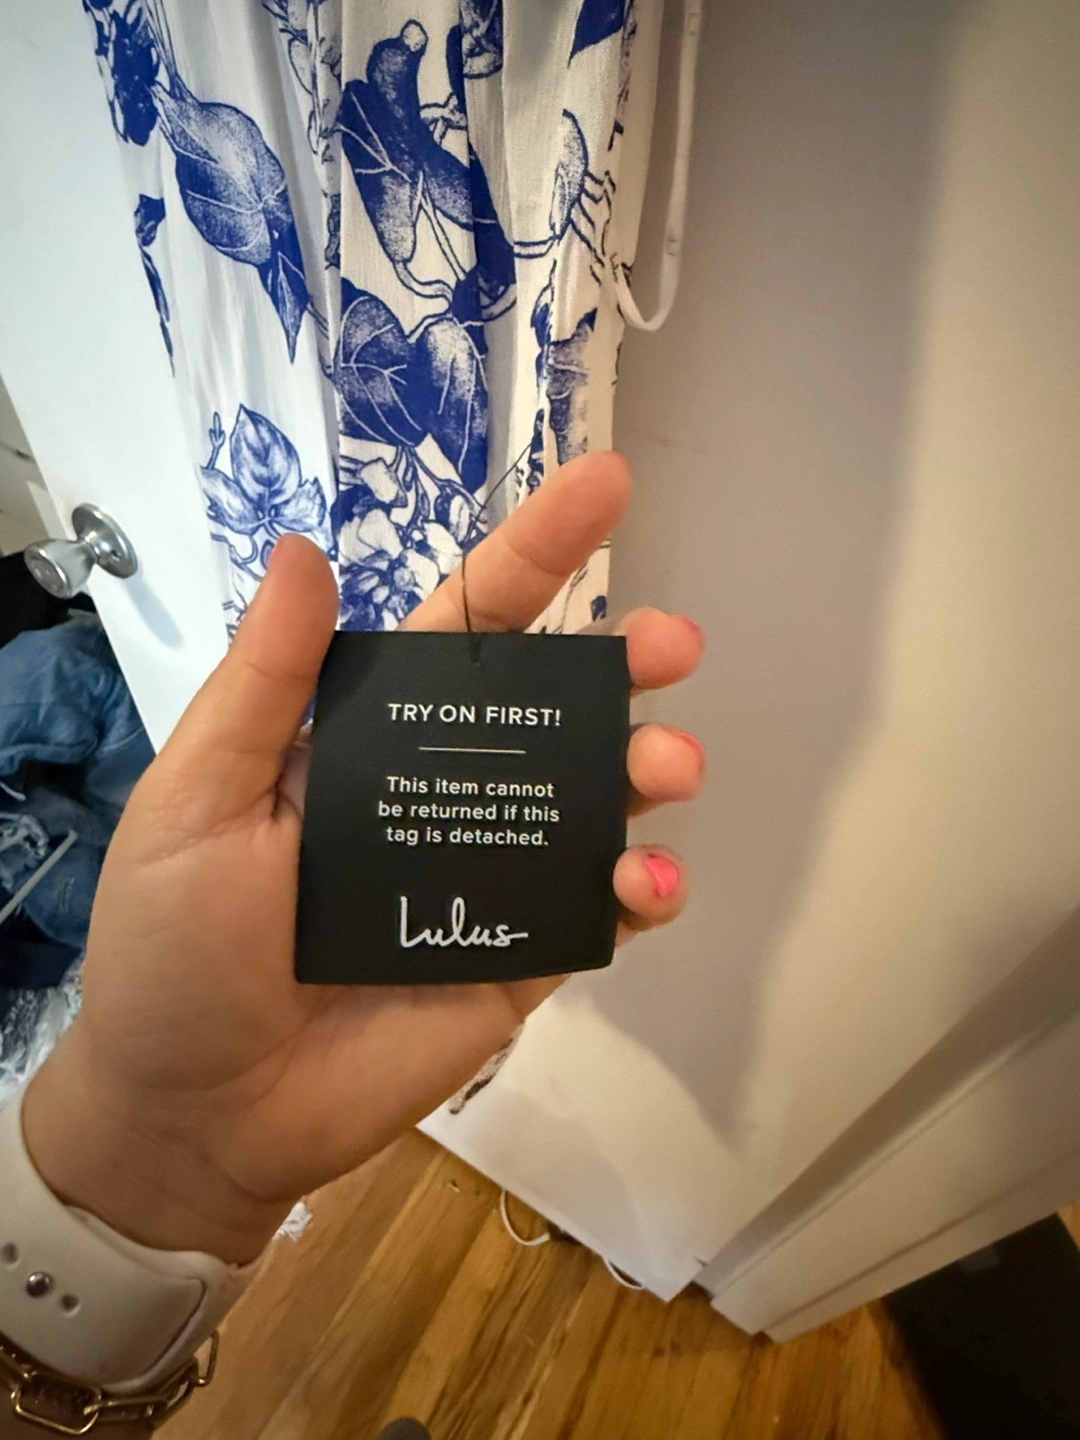 TRY ON FIRST!
This item cannot
be returned if this
tag is detached.
Lulus